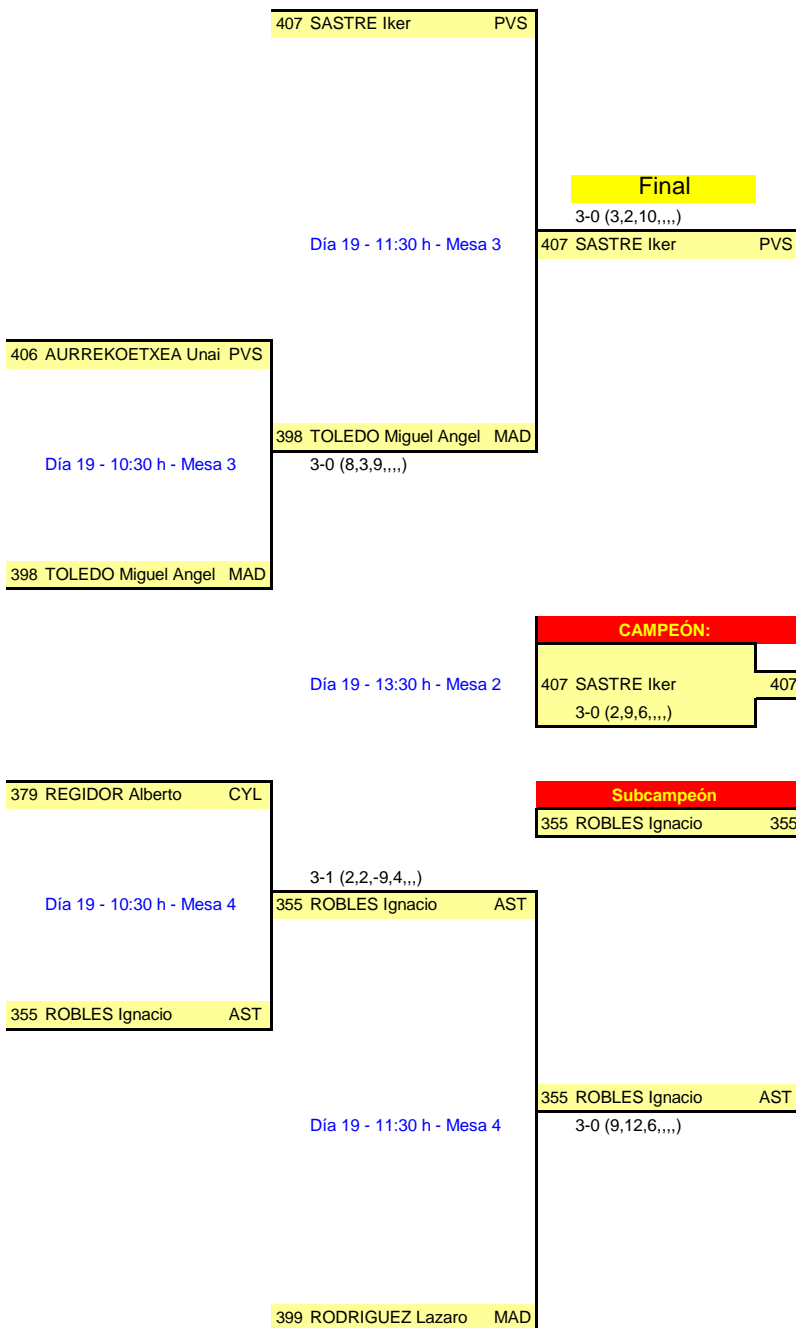 407 SASTRE Iker PVS
Final
3-0 (3,2,10,,,,)
Día 19 - 11:30 h - Mesa 3
407 SASTRE Iker PVS
406 AURREKOETXEA Unai PVS
398 TOLEDO Miguel Angel MAD
Día 19 - 10:30 h - Mesa 3
3-0 (8,3,9,,,,)
398 TOLEDO Miguel Angel MAD
CAMPEÓN:
Día 19 - 13:30 h - Mesa 2
407 SASTRE Iker 407
3-0 (2,9,6,,,,)
379 REGIDOR Alberto CYL
Subcampeón
355 ROBLES Ignacio 355
3-1 (2,2,-9,4,,,)
Día 19 - 10:30 h - Mesa 4
355 ROBLES Ignacio AST
355 ROBLES Ignacio AST
355 ROBLES Ignacio AST
Día 19 - 11:30 h - Mesa 4
3-0 (9,12,6,,,,)
399 RODRIGUEZ Lazaro MAD